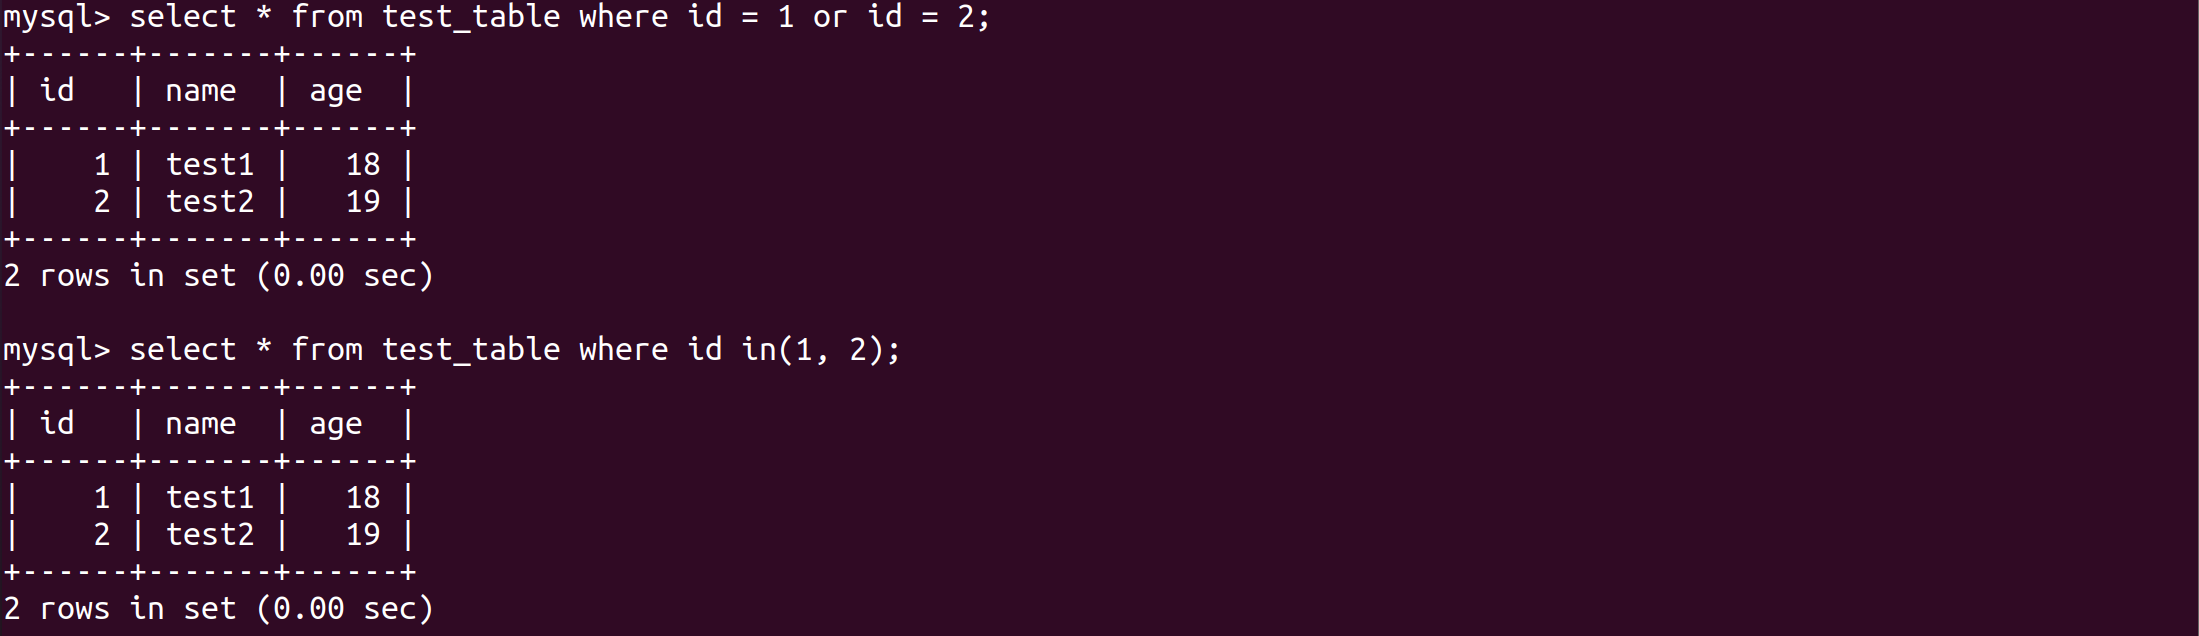 mysql> select * from test_table where id = 1 or id = 2;
+------+-------+------+
| id   | name  | age  |
+------+-------+------+
|    1 | test1 |   18 |
|    2 | test2 |   19 |
+------+-------+------+
2 rows in set (0.00 sec)

mysql> select * from test_table where id in(1, 2);
+------+-------+------+
| id   | name  | age  |
+------+-------+------+
|    1 | test1 |   18 |
|    2 | test2 |   19 |
+------+-------+------+
2 rows in set (0.00 sec)